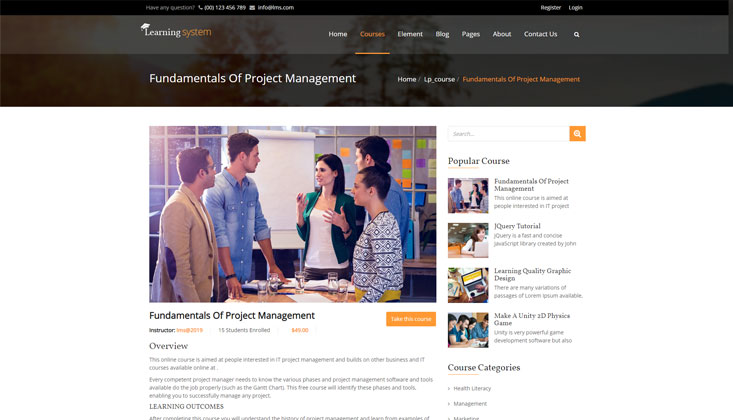 Have any question? (00) 123 456 789 info@lms.com Register Login
Learning system
Home Courses Element Blog Pages About Contact Us
Fundamentals Of Project Management
Home / Lp_course / Fundamentals Of Project Management
Search...
Popular Course
Fundamentals Of Project
Management
This online course is aimed at
people interested in IT project
JQuery Tutorial
jQuery is a fast and concise
JavaScript library created by John
Learning Quality Graphic
Design
There are many variations of
passages of Lorem Ipsum available,
Make A Unity 2D Physics
Game
Unity is very powerful game
development software but also
Course Categories
Health Literacy
Management
Marketing
Fundamentals Of Project Management
Take this course
Instructor: lms@2019 15 Students Enrolled $49.00
Overview
This online course is aimed at people interested in IT project management and builds on other business and IT
courses available online at .
Every competent project manager needs to know the various phases and project management software and tools
available do the job properly (such as the Gantt Chart). This free course will identify these phases and tools,
enabling you to successfully manage any project.
LEARNING OUTCOMES
After completing this course you will understand the history of project management and learn from examples of